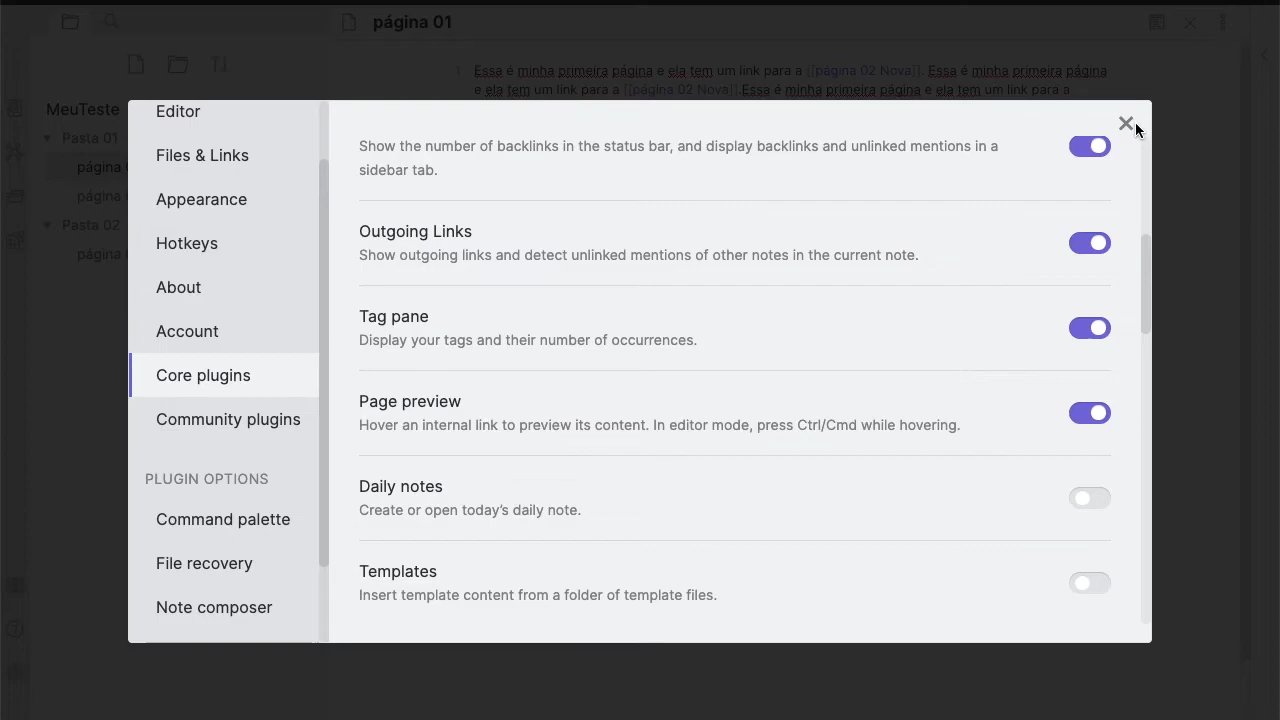 página 01
1 Essa é minha primeira página e ela tem um link para a [[página 02 Nova]]. Essa é minha primeira página
e ela tem um link para a [[página 02 Nova]].Essa é minha primeira página e ela tem um link para a
MeuTeste
Pasta 01
página
página
Pasta 02
página
Editor
Files & Links
Appearance
Hotkeys
About
Account
Core plugins
Community plugins
PLUGIN OPTIONS
Command palette
File recovery
Note composer
Show the number of backlinks in the status bar, and display backlinks and unlinked mentions in a
sidebar tab.
Outgoing Links
Show outgoing links and detect unlinked mentions of other notes in the current note.
Tag pane
Display your tags and their number of occurrences.
Page preview
Hover an internal link to preview its content. In editor mode, press Ctrl/Cmd while hovering.
Daily notes
Create or open today's daily note.
Templates
Insert template content from a folder of template files.